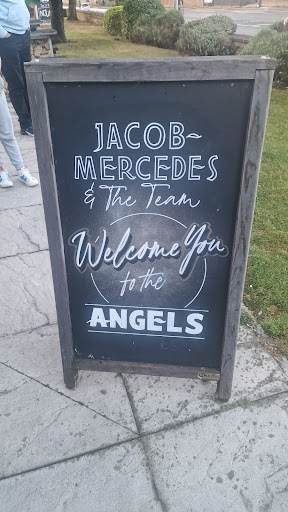 JACOB~
MERCEDES
& The Team
Welcome You
to the
ANGELS